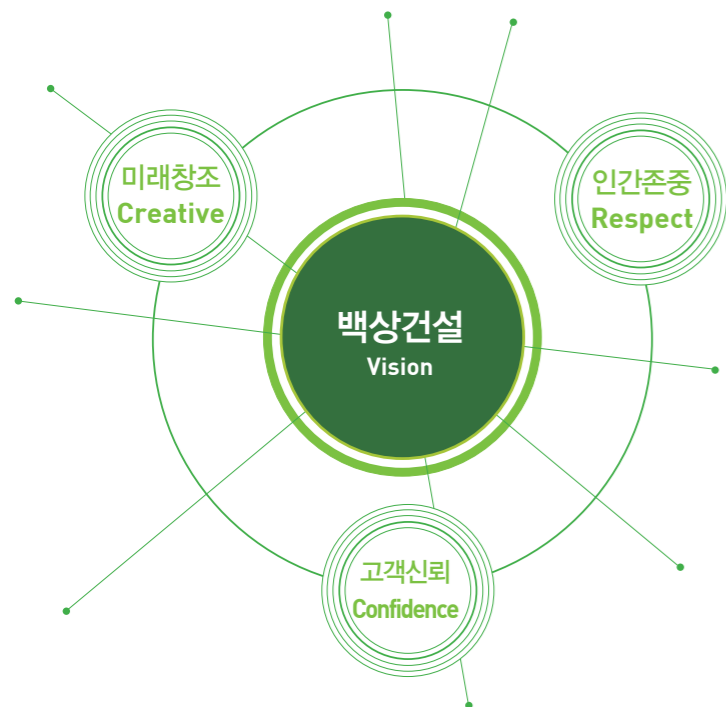 미래창조
Creative
인간존중
Respect
백상건설
Vision
고객신뢰
Confidence